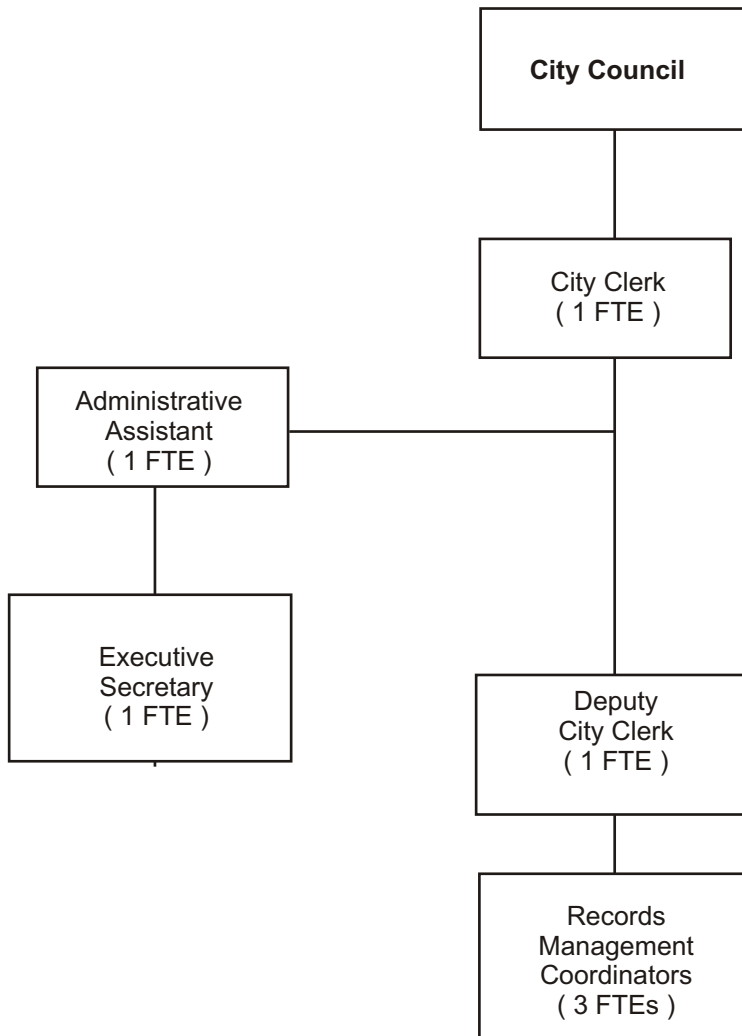 City Council
City Clerk
( 1 FTE )
Administrative
Assistant
( 1 FTE )
Executive
Secretary
( 1 FTE )
Deputy
City Clerk
( 1 FTE )
Records
Management
Coordinators
( 3 FTEs )